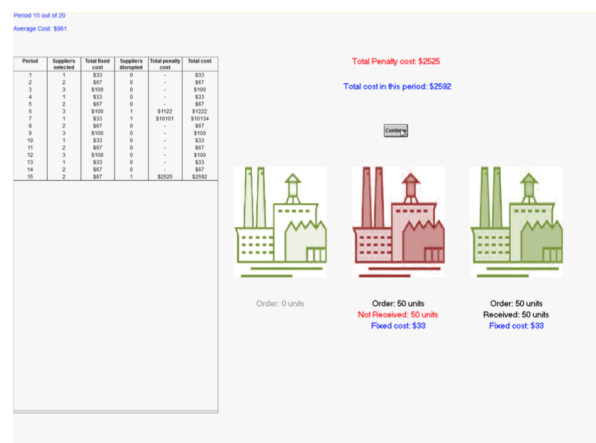 Period 15 out of 20
Average Cost: $981
Period Suppliers selected Total fixed cost Suppliers disrupted Total penalty cost Total cost
1 1 $33 0 - $33
2 2 $67 0 - $67
3 3 $100 0 - $100
4 1 $33 0 - $33
5 2 $67 0 - $67
6 3 $100 1 $1122 $1222
7 1 $33 1 $10101 $10134
8 2 $67 0 - $67
9 3 $100 0 - $100
10 1 $33 0 - $33
11 2 $67 0 - $67
12 3 $100 0 - $100
13 1 $33 0 - $33
14 2 $67 0 - $67
15 2 $67 1 $2525 $2592
Total Penalty cost: $2525
Total cost in this period: $2592
Continue
Order: 0 units
Order: 50 units
Not Received: 50 units
Fixed cost: $33
Order: 50 units
Received: 50 units
Fixed cost: $33